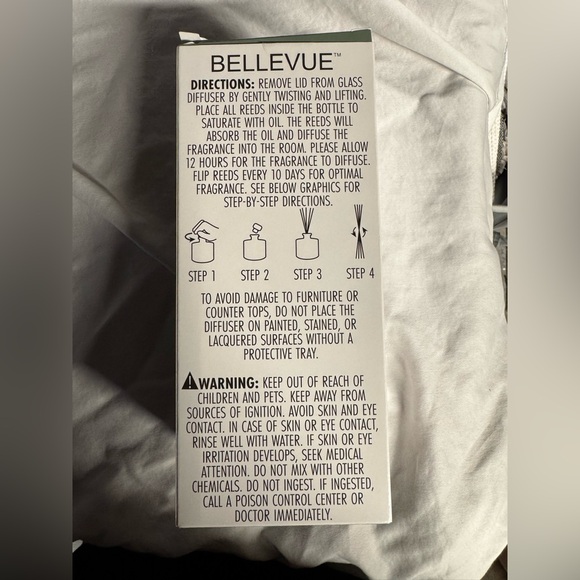 BELLEVUE™
DIRECTIONS: REMOVE LID FROM GLASS
DIFFUSER BY GENTLY TWISTING AND LIFTING.
PLACE ALL REEDS INSIDE THE BOTTLE TO
SATURATE WITH OIL. THE REEDS WILL
ABSORB THE OIL AND DIFFUSE THE
FRAGRANCE INTO THE ROOM. PLEASE ALLOW
12 HOURS FOR THE FRAGRANCE TO DIFFUSE.
FLIP REEDS EVERY 10 DAYS FOR OPTIMAL
FRAGRANCE. SEE BELOW GRAPHICS FOR
STEP-BY-STEP DIRECTIONS.
STEP 1 STEP 2 STEP 3 STEP 4
TO AVOID DAMAGE TO FURNITURE OR
COUNTER TOPS, DO NOT PLACE THE
DIFFUSER ON PAINTED, STAINED, OR
LACQUERED SURFACES WITHOUT A
PROTECTIVE TRAY.
⚠WARNING: KEEP OUT OF REACH OF
CHILDREN AND PETS. KEEP AWAY FROM
SOURCES OF IGNITION. AVOID SKIN AND EYE
CONTACT. IN CASE OF SKIN OR EYE CONTACT,
RINSE WELL WITH WATER. IF SKIN OR EYE
IRRITATION DEVELOPS, SEEK MEDICAL
ATTENTION. DO NOT MIX WITH OTHER
CHEMICALS. DO NOT INGEST. IF INGESTED,
CALL A POISON CONTROL CENTER OR
DOCTOR IMMEDIATELY.